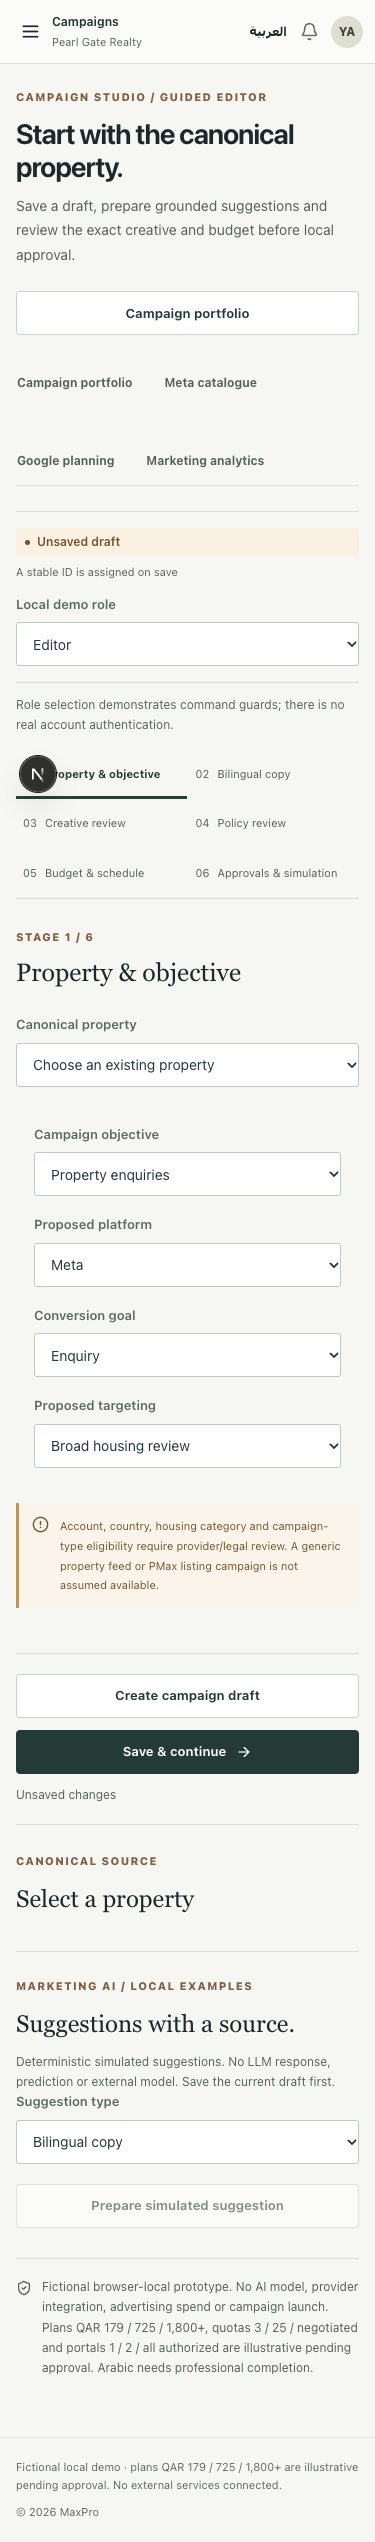 Campaigns
Pearl Gate Realty
العربية
YA
CAMPAIGN STUDIO / GUIDED EDITOR
Start with the canonical
property.
Save a draft, prepare grounded suggestions and
review the exact creative and budget before local
approval.
Campaign portfolio
Campaign portfolio
Meta catalogue
Google planning
Marketing analytics
Unsaved draft
A stable ID is assigned on save
Local demo role
Editor
Role selection demonstrates command guards; there is no
real account authentication.
N
operty & objective
02 Bilingual copy
03 Creative review
04 Policy review
05 Budget & schedule
06 Approvals & simulation
STAGE 1 / 6
Property & objective
Canonical property
Choose an existing property
Campaign objective
Property enquiries
Proposed platform
Meta
Conversion goal
Enquiry
Proposed targeting
Broad housing review
Account, country, housing category and campaign-
type eligibility require provider/legal review. A generic
property feed or PMax listing campaign is not
assumed available.
Create campaign draft
Save & continue →
Unsaved changes
CANONICAL SOURCE
Select a property
MARKETING AI / LOCAL EXAMPLES
Suggestions with a source.
Deterministic simulated suggestions. No LLM response,
prediction or external model. Save the current draft first.
Suggestion type
Bilingual copy
Prepare simulated suggestion
Fictional browser-local prototype. No AI model, provider
integration, advertising spend or campaign launch.
Plans QAR 179 / 725 / 1,800+, quotas 3 / 25 / negotiated
and portals 1 / 2 / all authorized are illustrative pending
approval. Arabic needs professional completion.
Fictional local demo · plans QAR 179 / 725 / 1,800+ are illustrative
pending approval. No external services connected.
© 2026 MaxPro